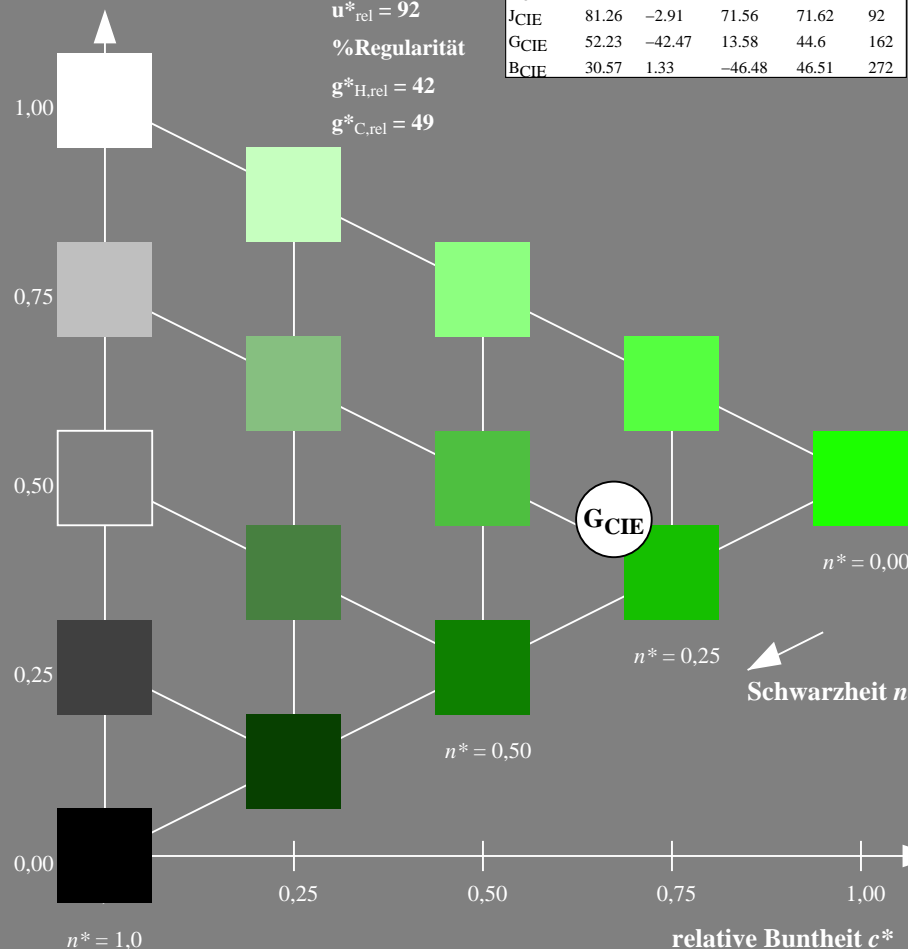 u*rel = 92
%Regularität
g*H,rel = 42
g*C,rel = 49
JCIE 81.26 −2.91 71.56 71.62 92
GCIE 52.23 −42.47 13.58 44.6 162
BCIE 30.57 1.33 −46.48 46.51 272
1,00
0,75
0,50
GCIE
n* = 0,00
0,25
n* = 0,25
Schwarzheit n
n* = 0,50
0,00
0,25 0,50 0,75 1,00
n* = 1,0
relative Buntheit c*